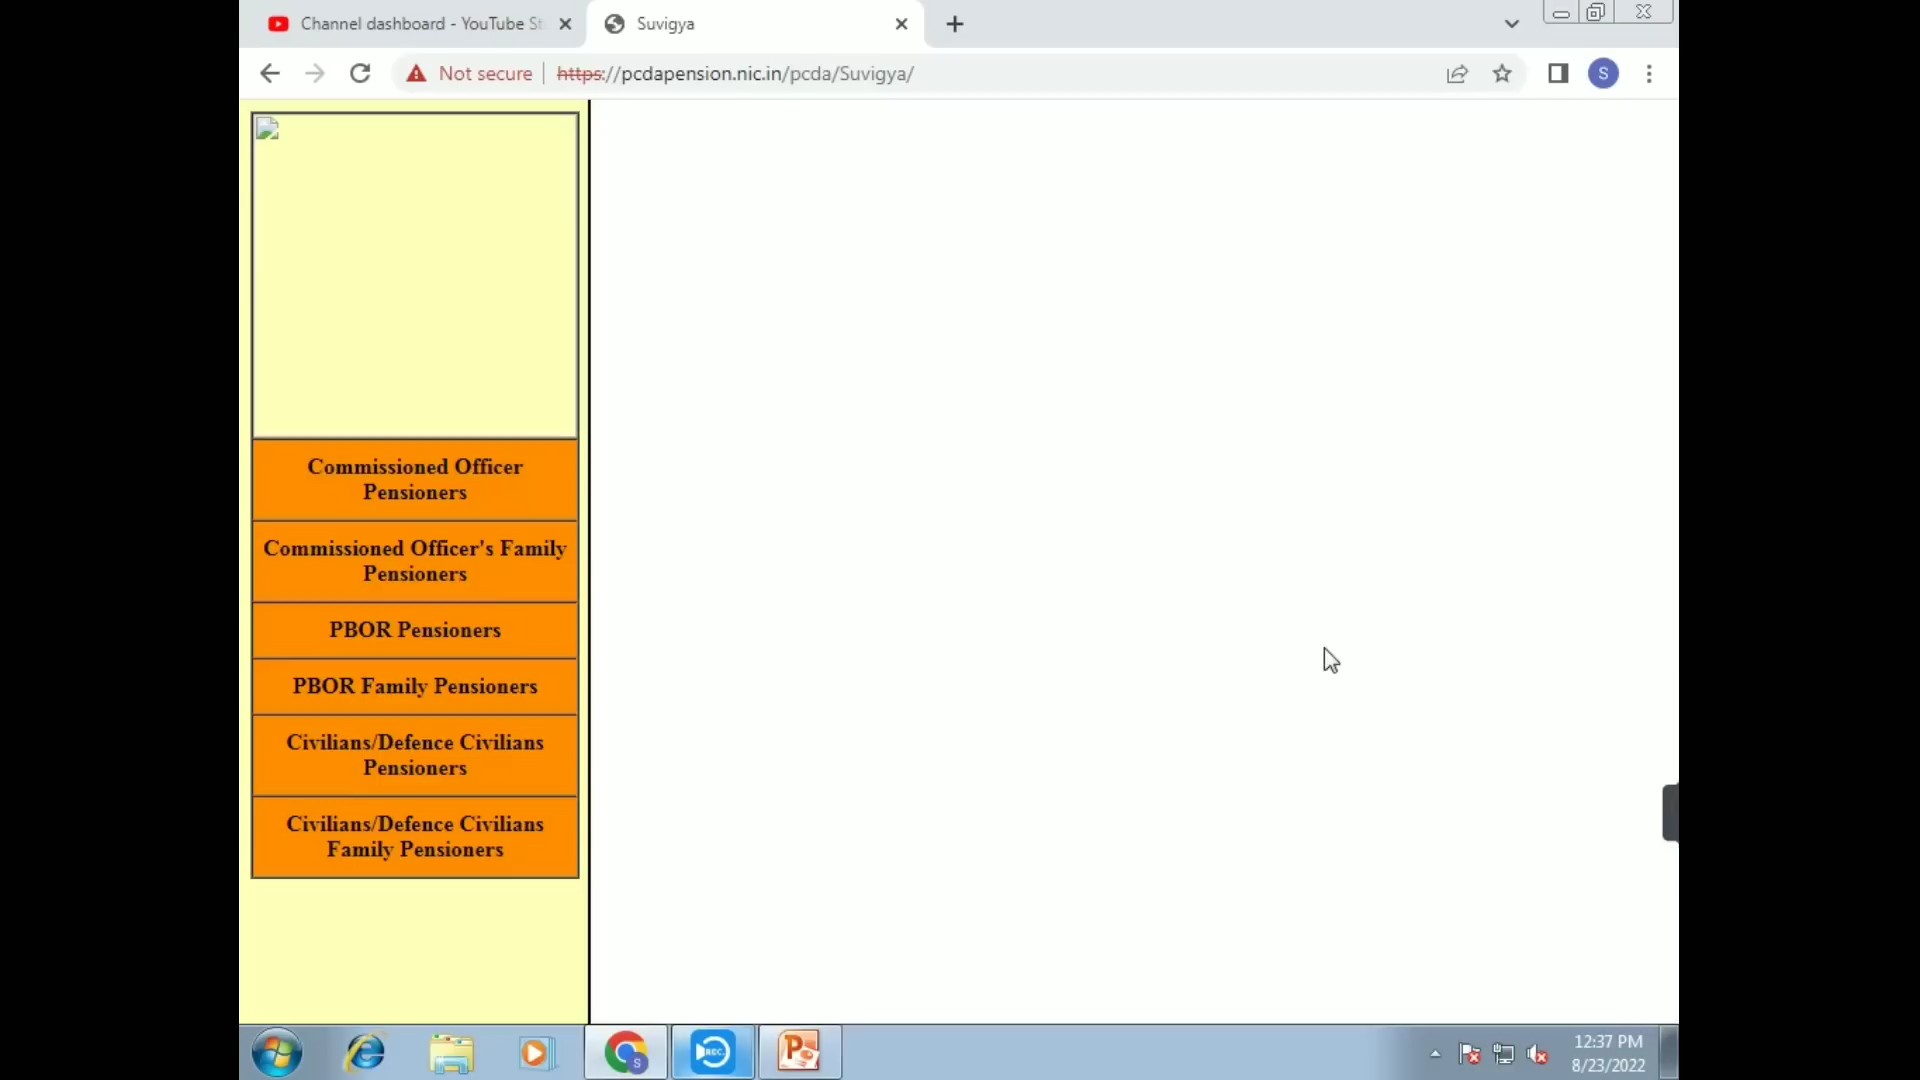 Channel dashboard - YouTube St
Suvigya
Not secure
https://pcdapension.nic.in/pcda/Suvigya/
S
Commissioned Officer
Pensioners
Commissioned Officer's Family
Pensioners
PBOR Pensioners
PBOR Family Pensioners
Civilians/Defence Civilians
Pensioners
Civilians/Defence Civilians
Family Pensioners
S
REC
12:37 PM
8/23/2022